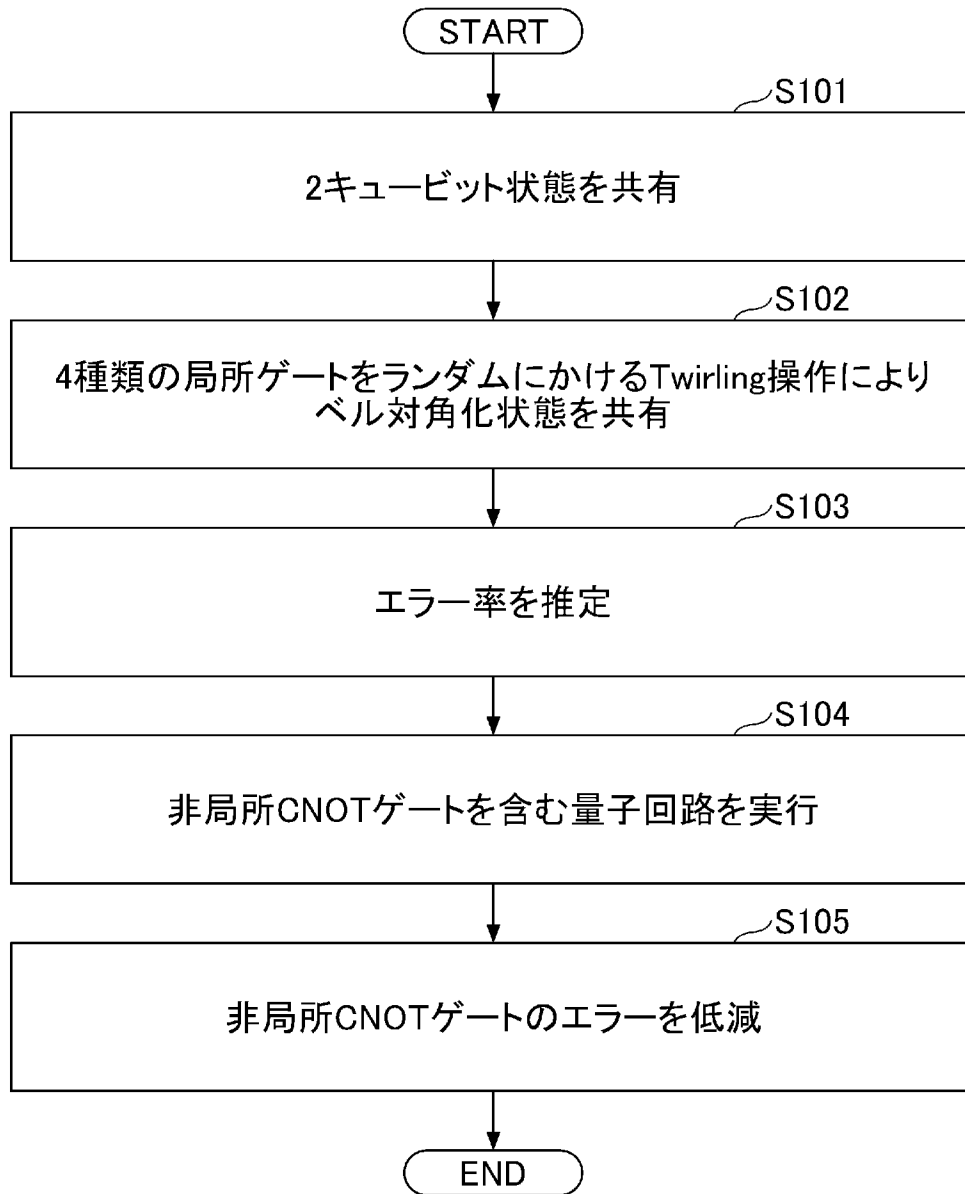 START
S101
2キュービット状態を共有
S102
4種類の局所ゲートをランダムにかけるTwirling操作により
ベル対角化状態を共有
S103
エラー率を推定
S104
非局所CNOTゲートを含む量子回路を実行
S105
非局所CNOTゲートのエラーを低減
END